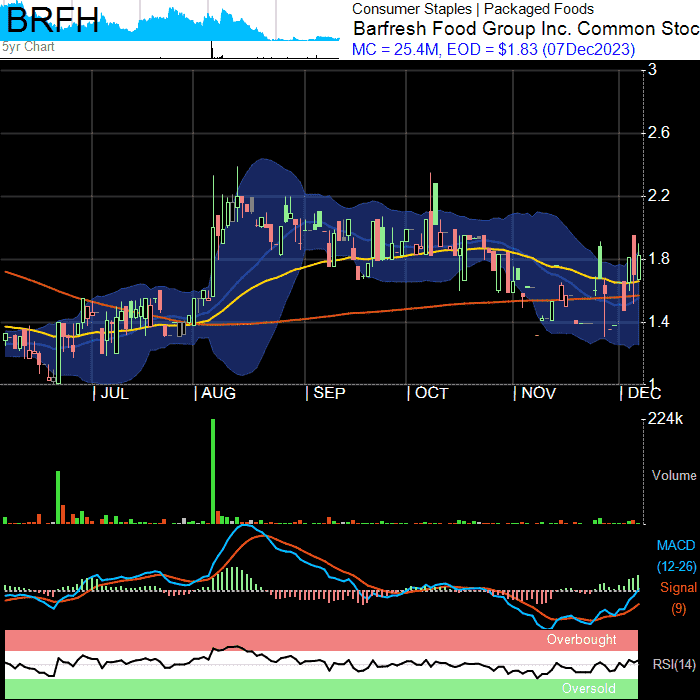 BRFH
5yr Chart
Consumer Staples | Packaged Foods
Barfresh Food Group Inc. Common Stoc
MC = 25.4M, EOD = $1.83 (07Dec2023)
3
2.6
2.2
1.8
1.4
1
JUL
AUG
SEP
OCT
NOV
DEC
224k
Volume
MACD
(12-26)
Signal
(9)
Overbought
RSI(14)
Oversold